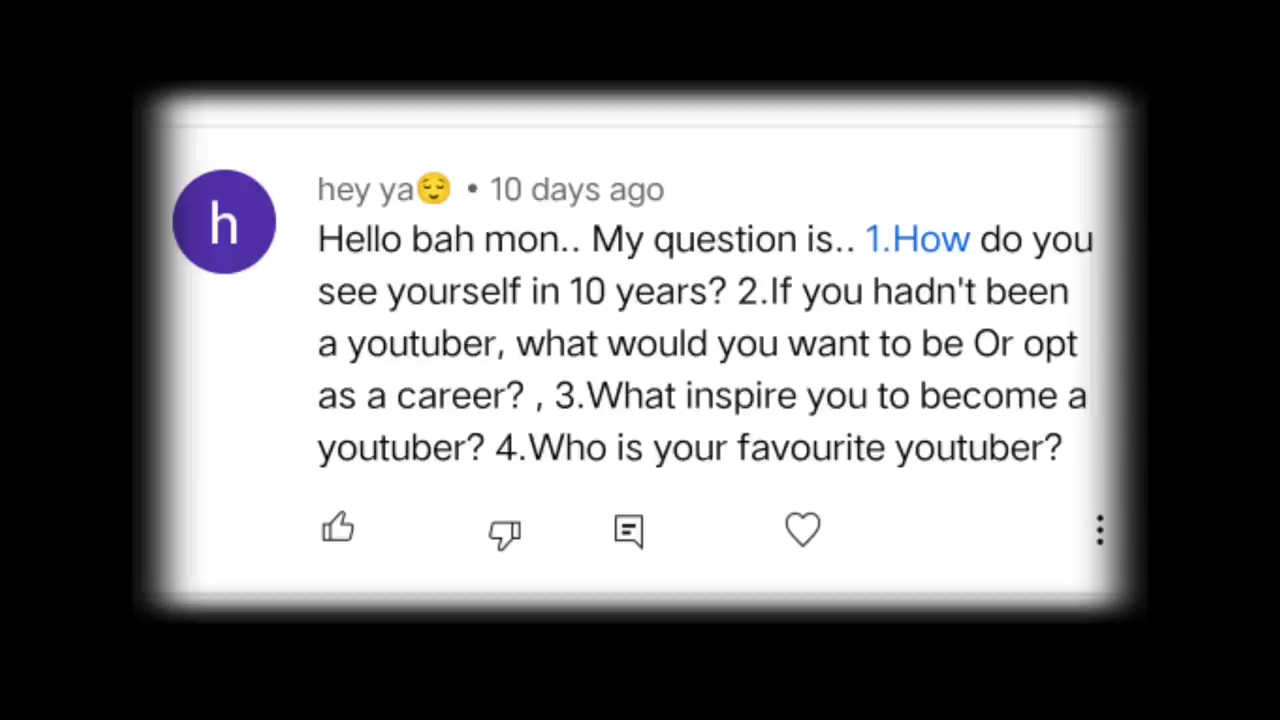 h
hey ya😌 • 10 days ago
Hello bah mon.. My question is.. 1.How do you
see yourself in 10 years? 2.If you hadn't been
a youtuber, what would you want to be Or opt
as a career? , 3.What inspire you to become a
youtuber? 4.Who is your favourite youtuber?